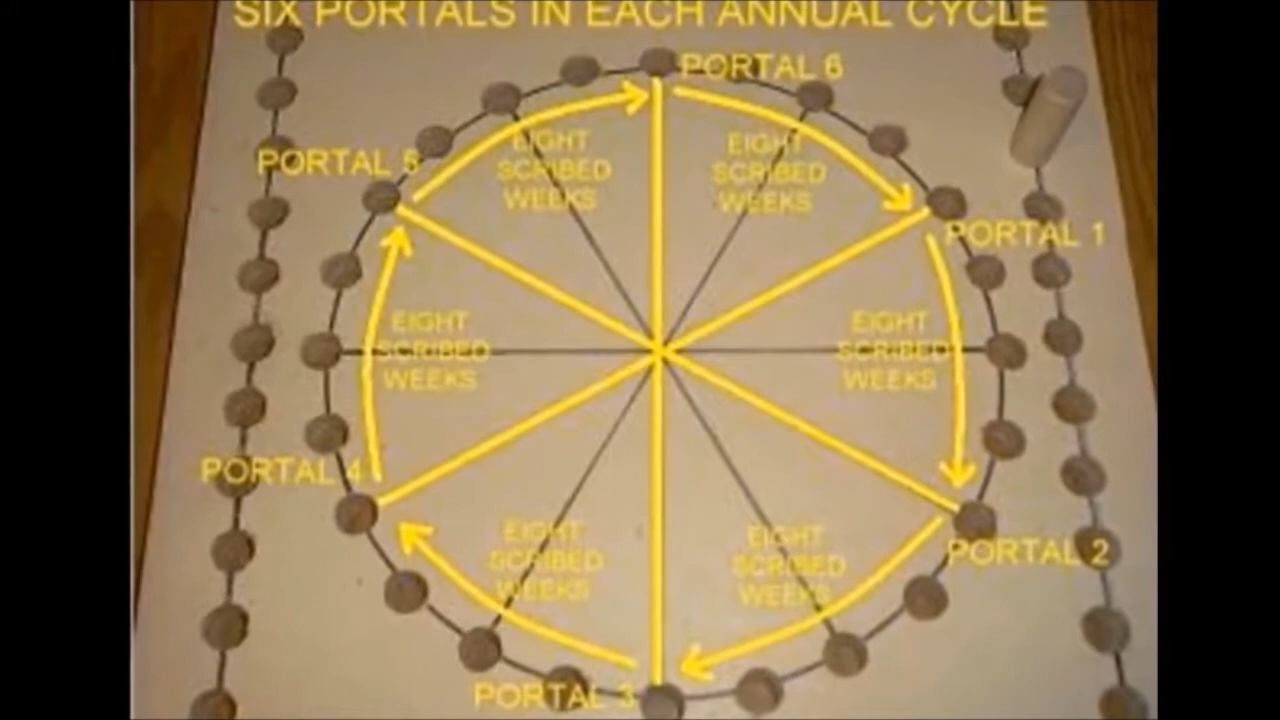 SIX PORTALS IN EACH ANNUAL CYCLE
PORTAL 6
EIGHT
SCRIBED
WEEKS
EIGHT
SCRIBED
WEEKS
PORTAL 5
PORTAL 1
EIGHT
SCRIBED
WEEKS
EIGHT
SCRIBED
WEEKS
PORTAL 4
EIGHT
SCRIBED
WEEKS
EIGHT
SCRIBED
WEEKS
PORTAL 2
PORTAL 3